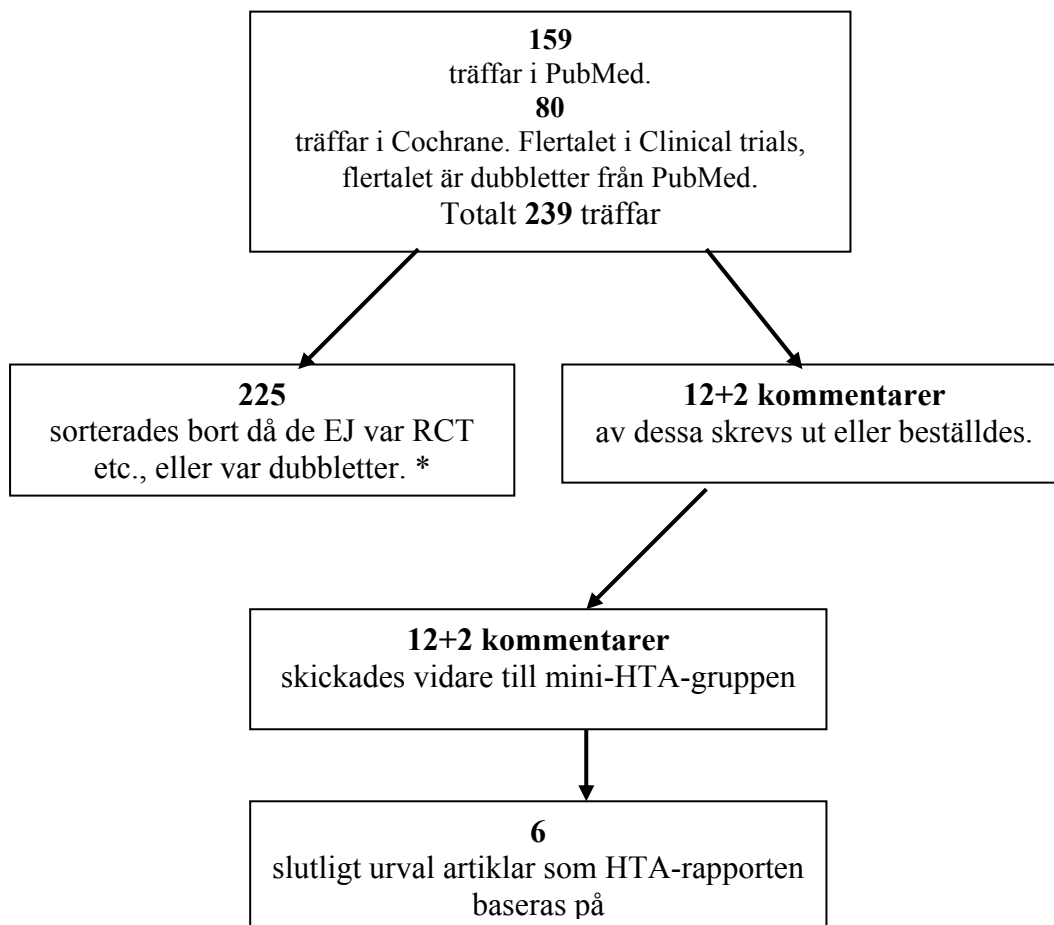 159
träffar i PubMed.
80
träffar i Cochrane. Flertalet i Clinical trials,
flertalet är dubbletter från PubMed.
Totalt 239 träffar
225
sorterades bort då de EJ var RCT
etc., eller var dubbletter. *
12+2 kommentarer
av dessa skrevs ut eller beställdes.
12+2 kommentarer
skickades vidare till mini-HTA-gruppen
6
slutligt urval artiklar som HTA-rapporten
baseras på